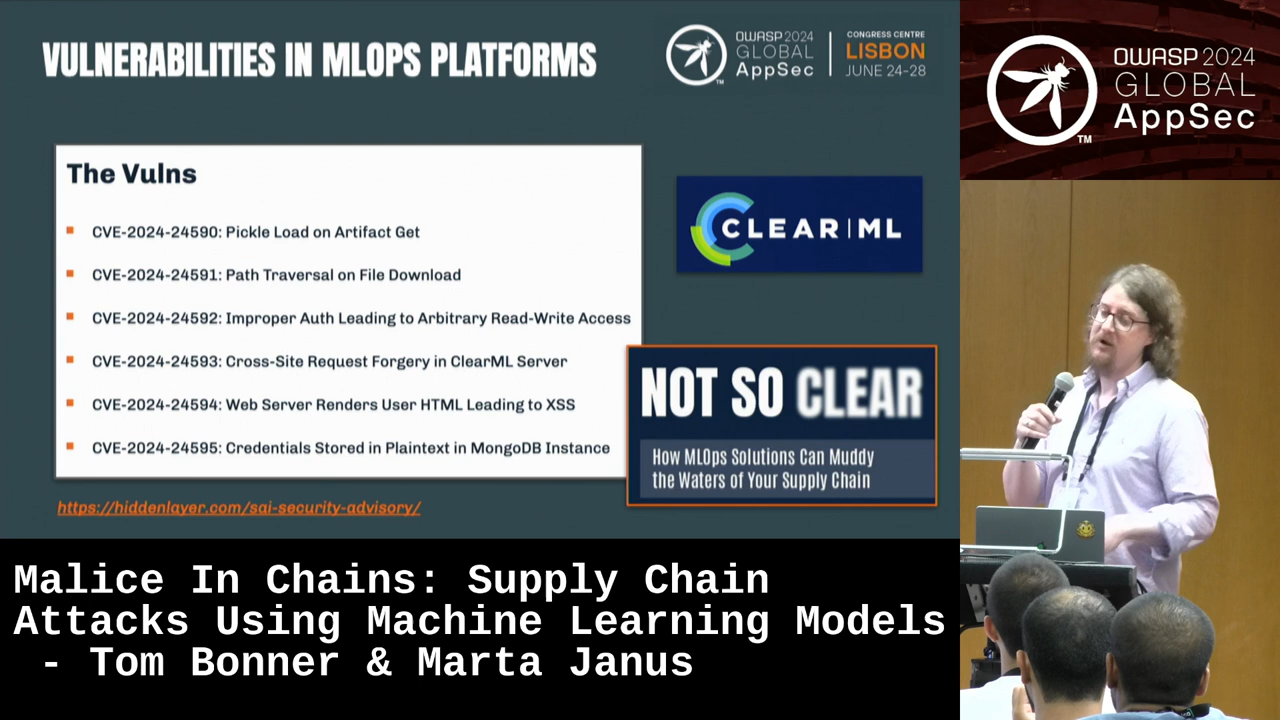 VULNERABILITIES IN MLOPS PLATFORMS
OWASP 2024
GLOBAL
AppSec
TM
CONGRESS CENTRE
LISBON
JUNE 24-28
The Vulns
CVE-2024-24590: Pickle Load on Artifact Get
CVE-2024-24591: Path Traversal on File Download
CVE-2024-24592: Improper Auth Leading to Arbitrary Read-Write Access
CVE-2024-24593: Cross-Site Request Forgery in ClearML Server
CVE-2024-24594: Web Server Renders User HTML Leading to XSS
CVE-2024-24595: Credentials Stored in Plaintext in MongoDB Instance
https://hiddenlayer.com/sai-security-advisory/
CLEAR|ML
NOT SO CLEAR
How MLOps Solutions Can Muddy
the Waters of Your Supply Chain
OWASP 2024
GLOBAL
AppSec
TM
Malice In Chains: Supply Chain
Attacks Using Machine Learning Models
- Tom Bonner & Marta Janus